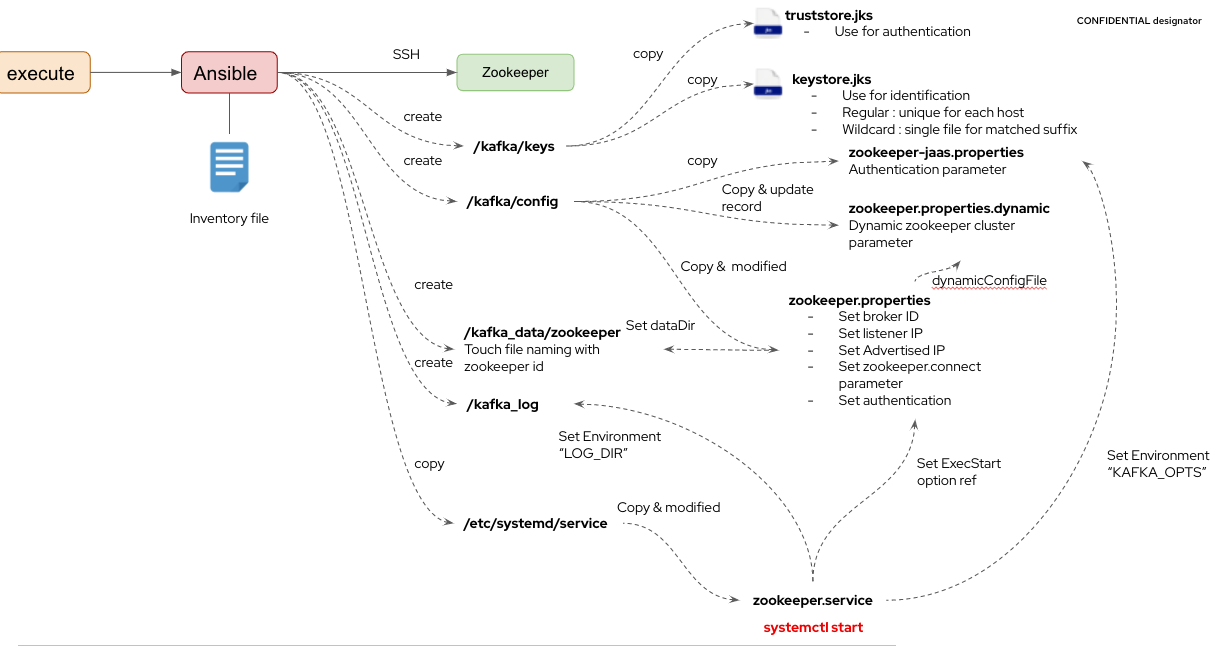 CONFIDENTIAL designator
execute
Ansible
SSH
Zookeeper
Inventory file
create
create
create
create
copy
/kafka/keys
copy
copy
jks
truststore.jks
- Use for authentication
jks
keystore.jks
- Use for identification
- Regular : unique for each host
- Wildcard : single file for matched suffix
/kafka/config
copy
zookeeper-jaas.properties
Authentication parameter
Copy & update
record
zookeeper.properties.dynamic
Dynamic zookeeper cluster
parameter
Copy & modified
dynamicConfigFile
zookeeper.properties
- Set broker ID
- Set listener IP
- Set Advertised IP
- Set zookeeper.connect
parameter
- Set authentication
/kafka_data/zookeeper
Touch file naming with
zookeeper id
Set dataDir
/kafka_log
Set Environment
“LOG_DIR”
Set ExecStart
option ref
Set Environment
“KAFKA_OPTS”
/etc/systemd/service
Copy & modified
zookeeper.service
systemctl start